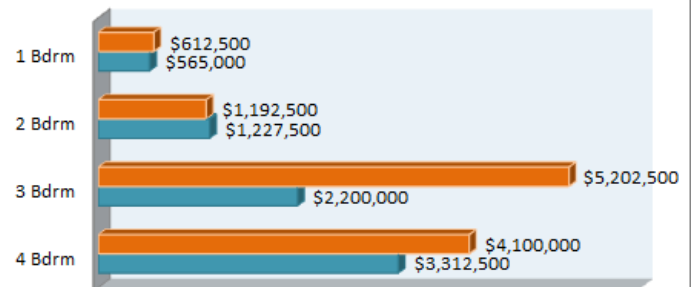 1 Bdrm
$612,500
$565,000
2 Bdrm
$1,192,500
$1,227,500
3 Bdrm
$5,202,500
$2,200,000
4 Bdrm
$4,100,000
$3,312,500